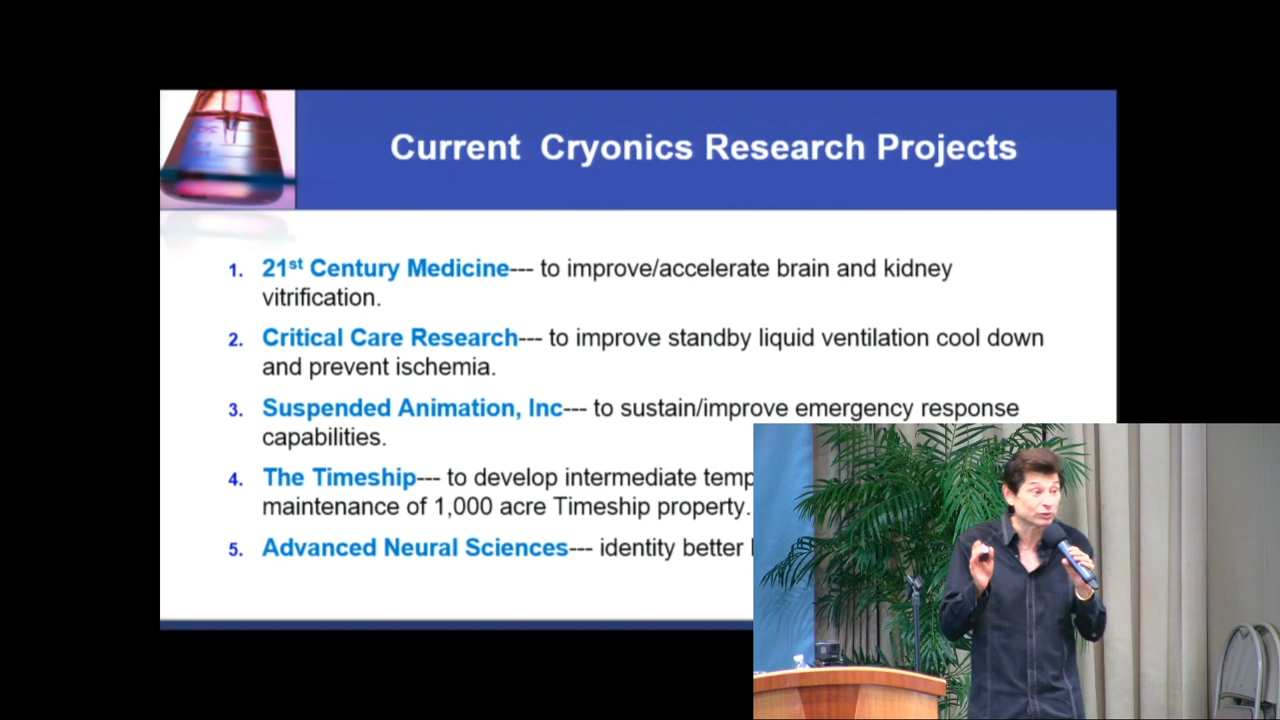 Current Cryonics Research Projects
1. 21st Century Medicine--- to improve/accelerate brain and kidney
vitrification.
2. Critical Care Research--- to improve standby liquid ventilation cool down
and prevent ischemia.
3. Suspended Animation, Inc--- to sustain/improve emergency response
capabilities.
4. The Timeship--- to develop intermediate temp
maintenance of 1,000 acre Timeship property.
5. Advanced Neural Sciences--- identity better